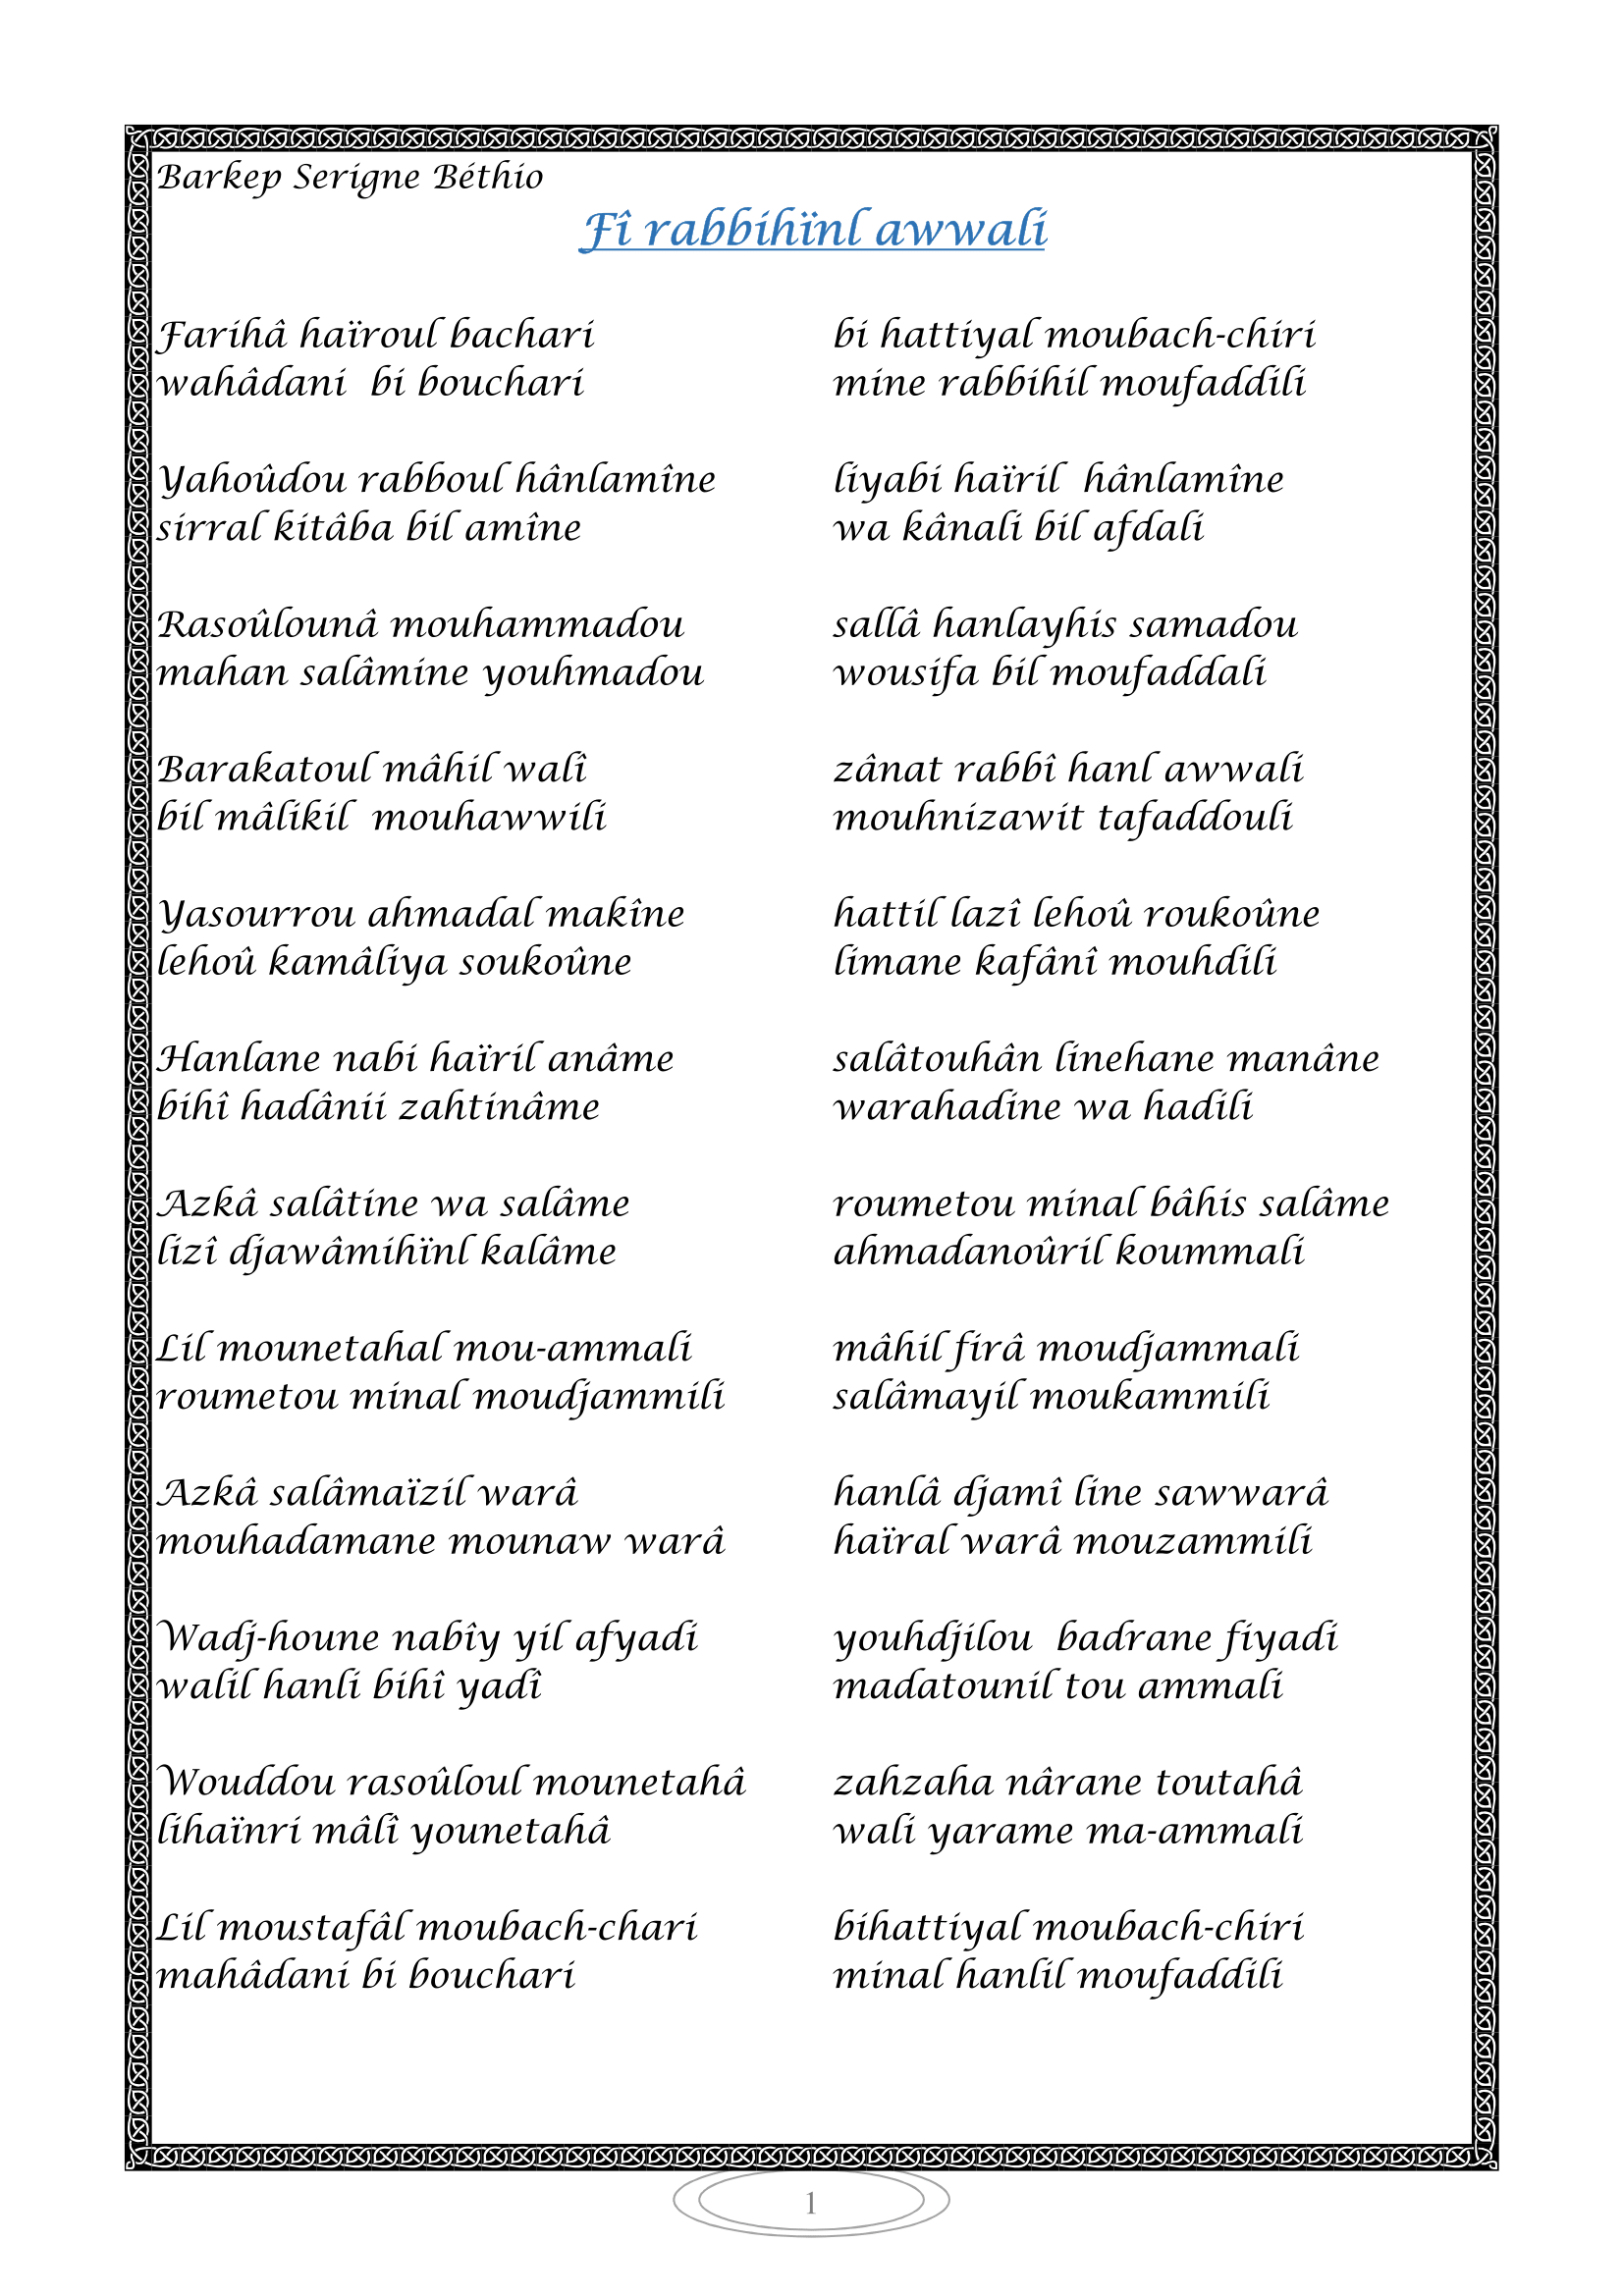 Barkep Serigne Béthio
Fî rabbihïnl awwali
Farihâ haïroul bachari bi hattiyal moubach-chiri
wahâdani bi bouchari mine rabbihil moufaddili
Yahoûdou rabboul hânlamîne liyabi haïril hânlamîne
sirral kitâba bil amîne wa kânali bil afdali
Rasoûlounâ mouhammadou sallâ hanlayhis samadou
mahan salâmine youhmadou wousifa bil moufaddali
Barakatoul mâhil walî zânat rabbî hanl awwali
bil mâlikil mouhawwili mouhnizawit tafaddouli
Yasourrou ahmadal makîne hattil lazî lehoû roukoûne
lehoû kamâliya soukoûne limane kafânî mouhdili
Hanlane nabi haïril anâme salâtouhân linehane manâne
bihî hadânii zahtinâme warahadine wa hadili
Azkâ salâtine wa salâme roumetou minal bâhis salâme
lizî djawâmihïnl kalâme ahmadanoûril koummali
Lil mounetahal mou-ammali mâhil firâ moudjammali
roumetou minal moudjammili salâmayil moukammili
Azkâ salâmaïzil warâ hanlâ djamî line sawwarâ
mouhadamane mounaw warâ haïral warâ mouzammili
Wadj-houne nabîy yil afyadi youhdjilou badrane fiyadi
walil hanli bihî yadî madatounil tou ammali
Wouddou rasoûloul mounetahâ zahzaha nârane toutahâ
lihaïnri mâlî younetahâ wali yarame ma-ammali
Lil moustafâl moubach-chari bihattiyal moubach-chiri
mahâdani bi bouchari minal hanlil moufaddili
1